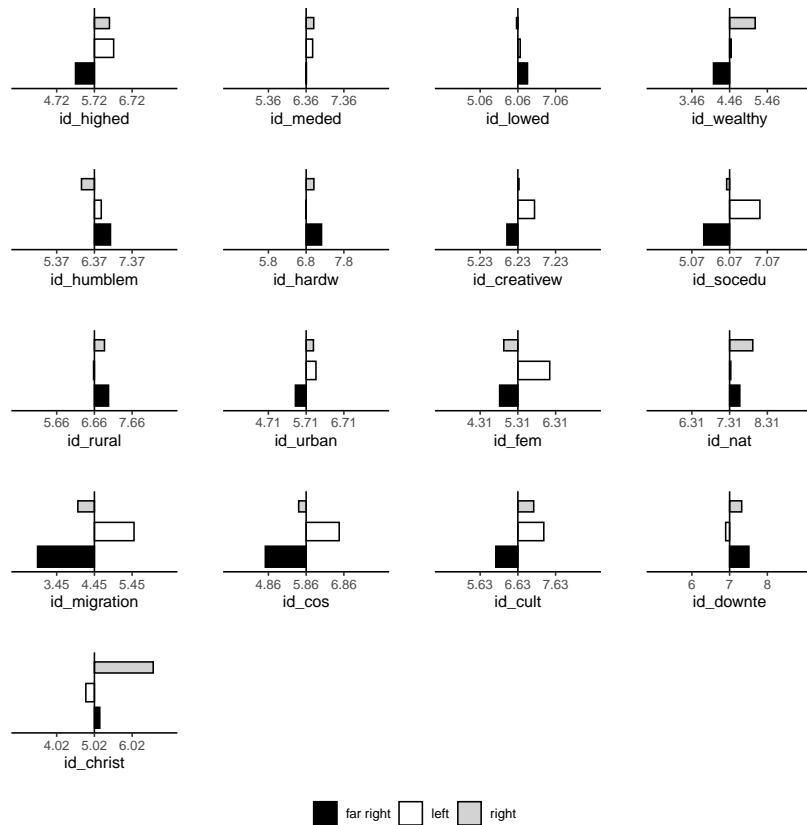 4.72 5.72 6.72 5.36 6.36 7.36 5.06 6.06 7.06 3.46 4.46 5.46
id_highed id_meded id_lowed id_wealthy
5.37 6.37 7.37 5.8 6.8 7.8 5.23 6.23 7.23 5.07 6.07 7.07
id_humblem id_hardw id_creativew id_socedu
5.66 6.66 7.66 4.71 5.71 6.71 4.31 5.31 6.31 6.31 7.31 8.31
id_rural id_urban id_fem id_nat
3.45 4.45 5.45 4.86 5.86 6.86 5.63 6.63 7.63 6 7 8
id_migration id_cos id_cult id_downte
4.02 5.02 6.02
id_christ
far right left right